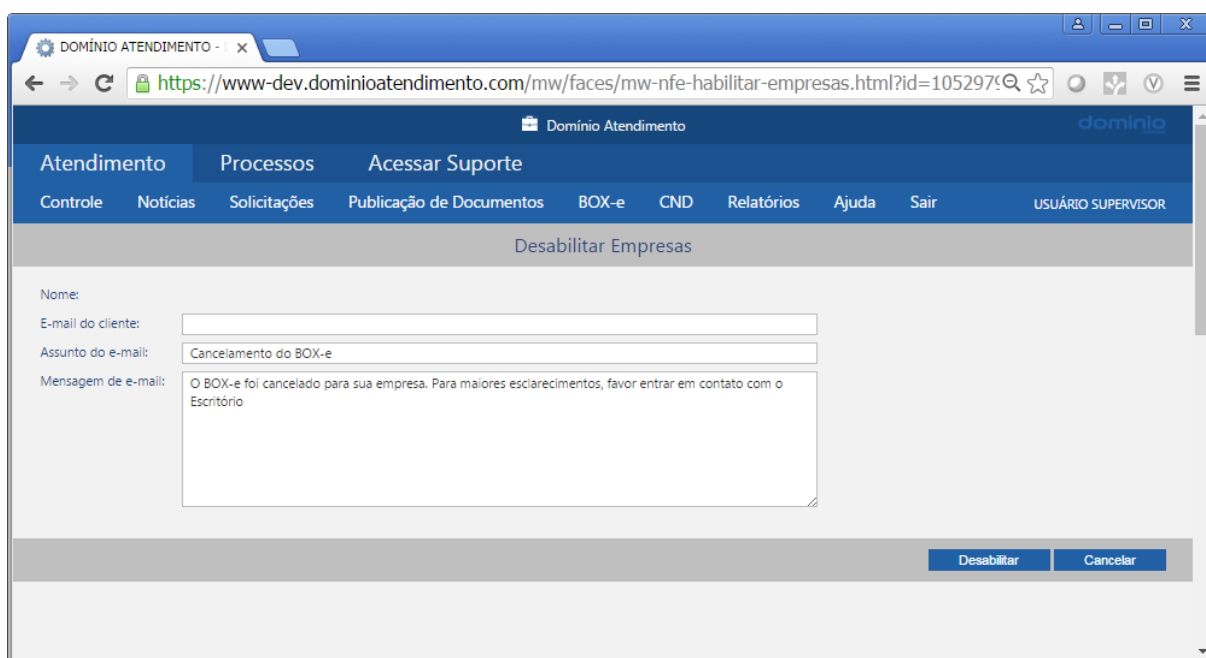 DOMÍNIO ATENDIMENTO -
https://www-dev.dominioatendimento.com/mw/faces/mw-nfe-habilitar-empresas.html?id=105297
Domínio Atendimento
domínio
Atendimento Processos Acessar Suporte
Controle Notícias Solicitações Publicação de Documentos BOX-e CND Relatórios Ajuda Sair USUÁRIO SUPERVISOR
Desabilitar Empresas
Nome:
E-mail do cliente:
Assunto do e-mail: Cancelamento do BOX-e
Mensagem de e-mail: O BOX-e foi cancelado para sua empresa. Para maiores esclarecimentos, favor entrar em contato com o
Escritório
Desabilitar Cancelar